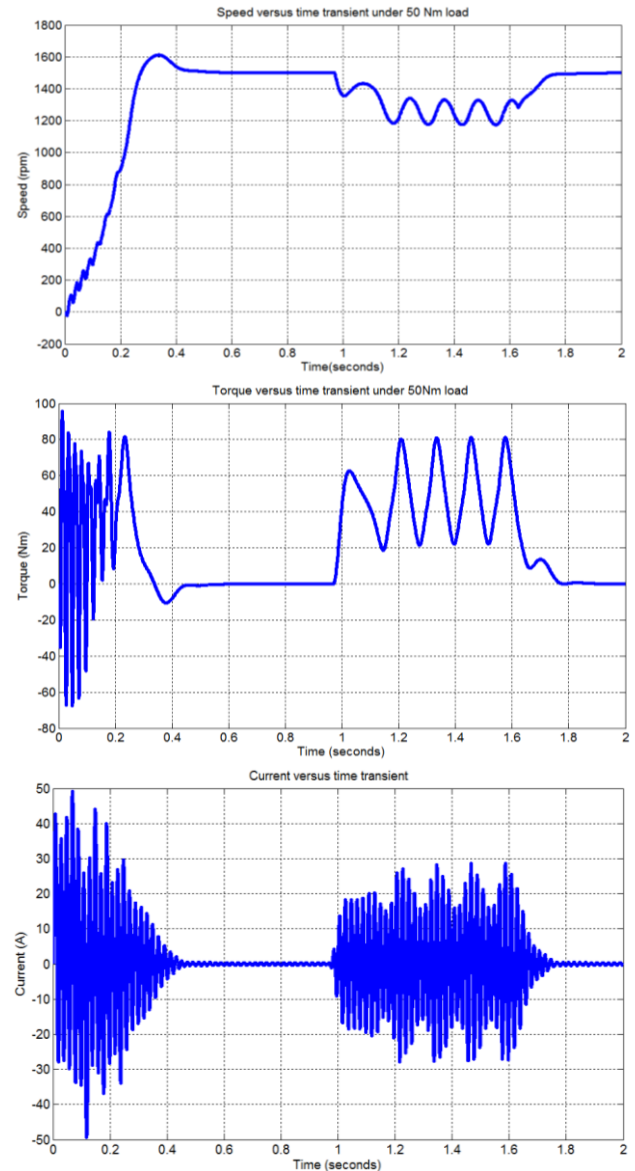 Speed versus time transient under 50 Nm load
1800
1600
1400
1200
1000
800
600
400
200
0
-200
Speed (rpm)
0 0.2 0.4 0.6 0.8 1 1.2 1.4 1.6 1.8 2
Time(seconds)
Torque versus time transient under 50Nm load
100
80
60
40
20
0
-20
-40
-60
-80
Torque (Nm)
0 0.2 0.4 0.6 0.8 1 1.2 1.4 1.6 1.8 2
Time (seconds)
Current versus time transient
50
40
30
20
10
0
-10
-20
-30
-40
-50
Current (A)
0 0.2 0.4 0.6 0.8 1 1.2 1.4 1.6 1.8 2
Time (seconds)